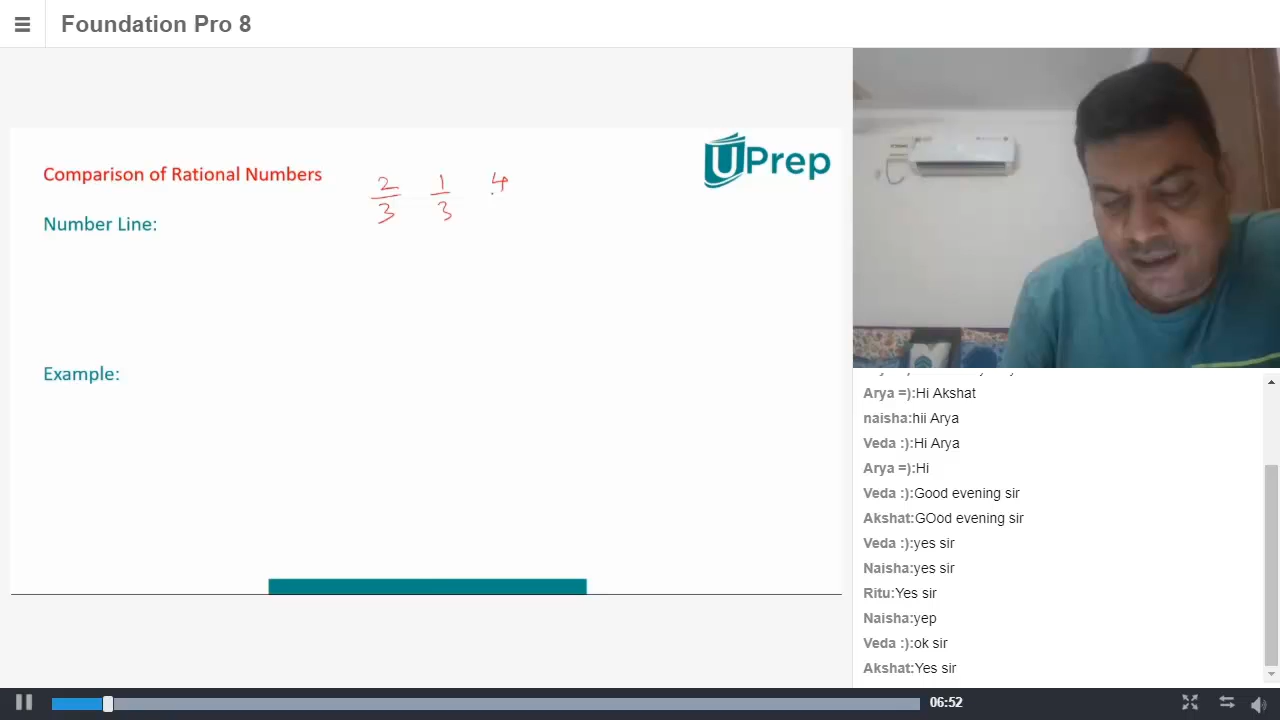 Foundation Pro 8
UPrep
Comparison of Rational Numbers
2/3 1/3 4
Number Line:
Example:
Arya =):Hi Akshat
naisha:hii Arya
Veda :):Hi Arya
Arya =):Hi
Veda :):Good evening sir
Akshat:GOod evening sir
Veda :):yes sir
Naisha:yes sir
Ritu:Yes sir
Naisha:yep
Veda :):ok sir
Akshat:Yes sir
06:52